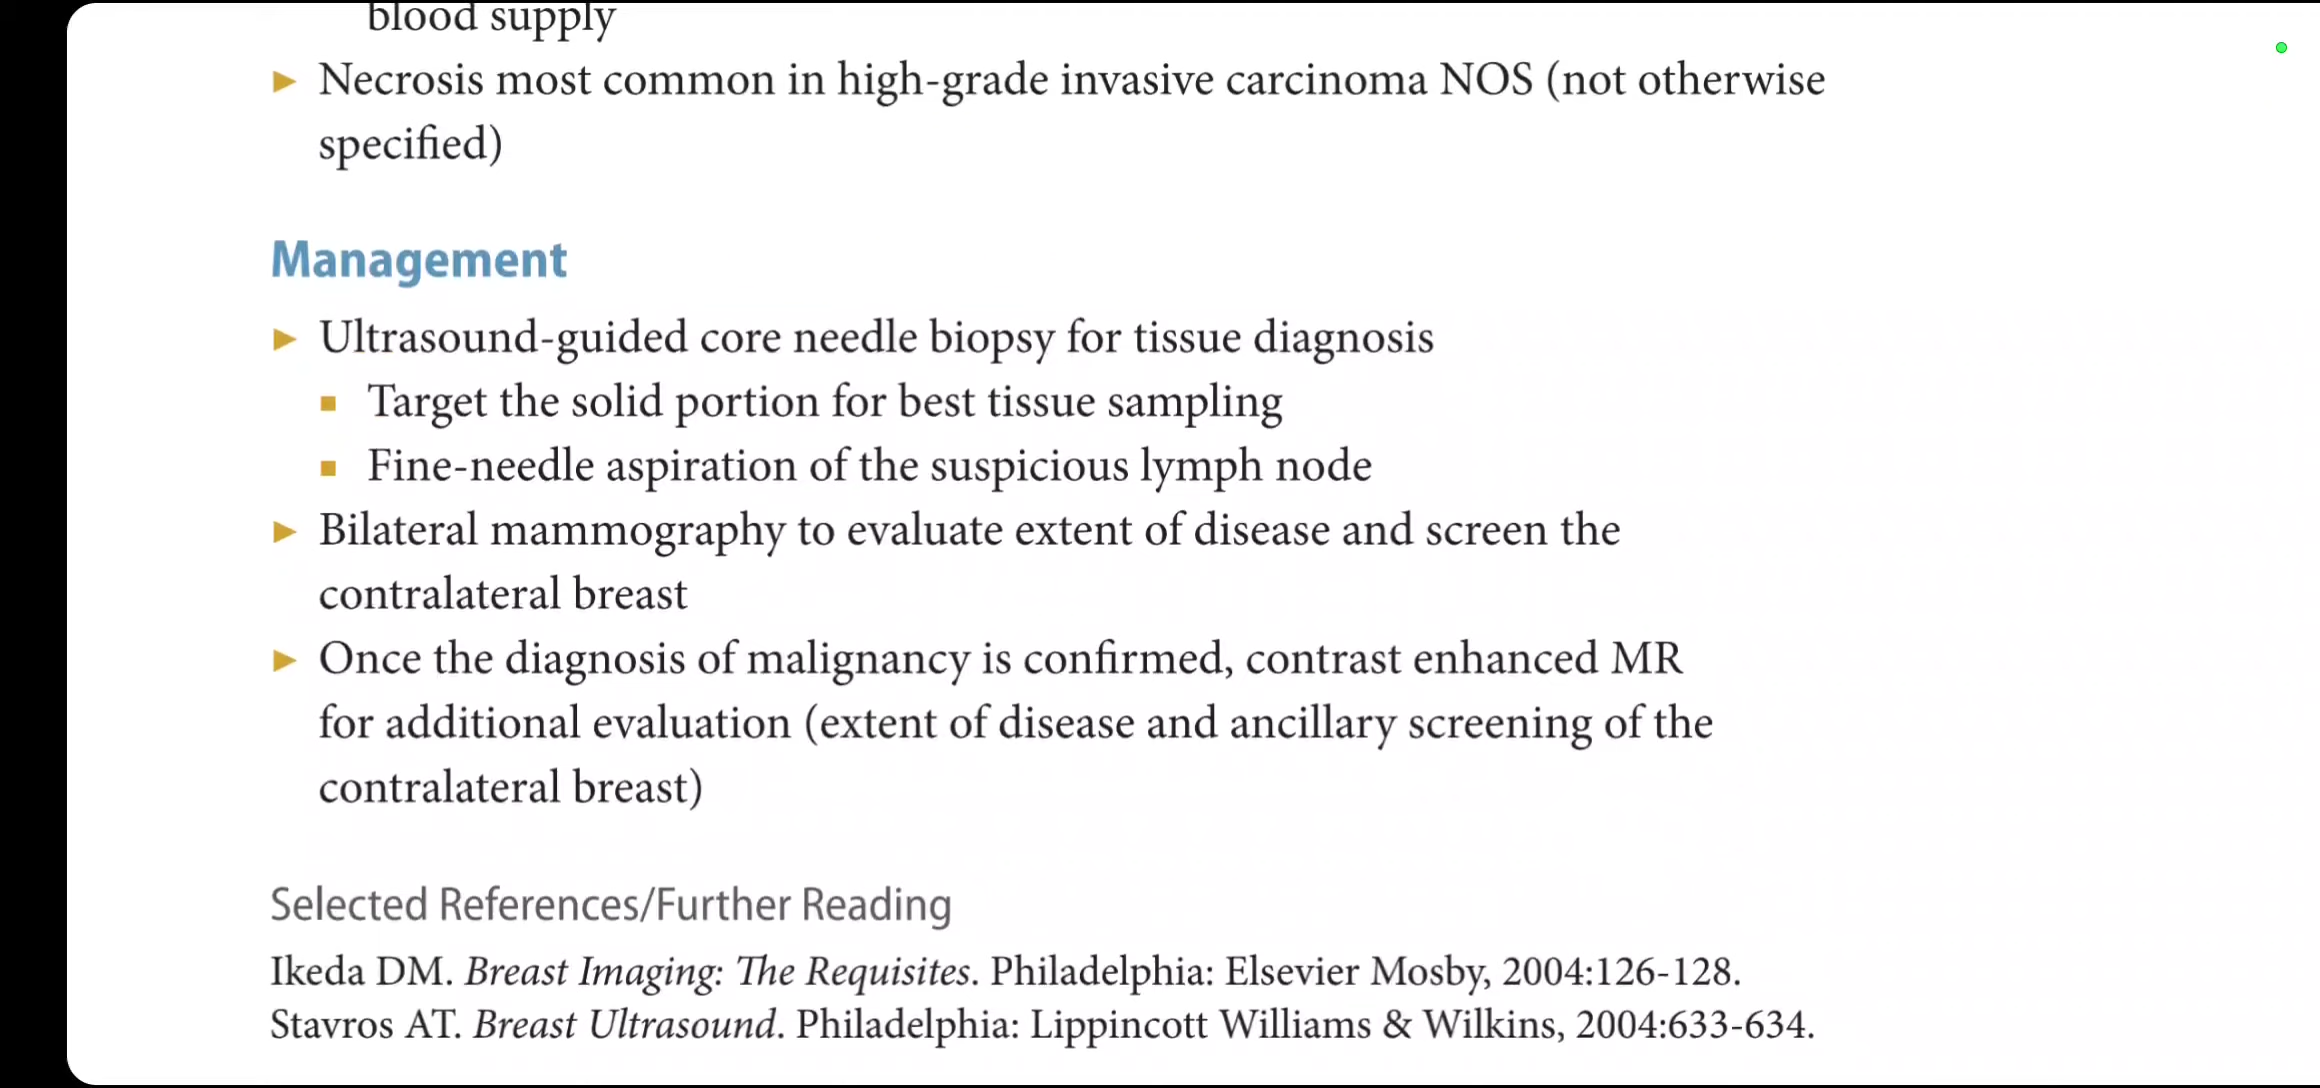 blood supply
► Necrosis most common in high-grade invasive carcinoma NOS (not otherwise
specified)
Management
► Ultrasound-guided core needle biopsy for tissue diagnosis
■ Target the solid portion for best tissue sampling
■ Fine-needle aspiration of the suspicious lymph node
► Bilateral mammography to evaluate extent of disease and screen the
contralateral breast
► Once the diagnosis of malignancy is confirmed, contrast enhanced MR
for additional evaluation (extent of disease and ancillary screening of the
contralateral breast)
Selected References/Further Reading
Ikeda DM. Breast Imaging: The Requisites. Philadelphia: Elsevier Mosby, 2004:126-128.
Stavros AT. Breast Ultrasound. Philadelphia: Lippincott Williams & Wilkins, 2004:633-634.